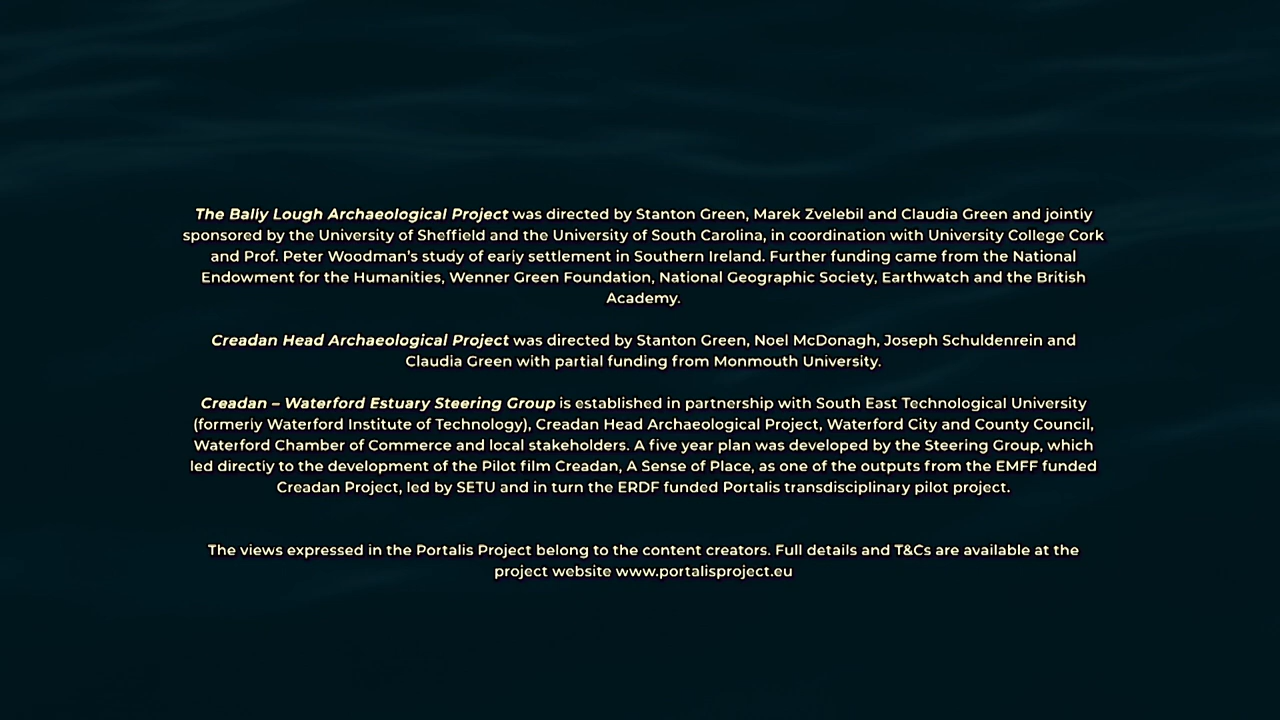 The Bally Lough Archaeological Project was directed by Stanton Green, Marek Zvelebil and Claudia Green and jointly
sponsored by the University of Sheffield and the University of South Carolina, in coordination with University College Cork
and Prof. Peter Woodman's study of early settlement in Southern Ireland. Further funding came from the National
Endowment for the Humanities, Wenner Green Foundation, National Geographic Society, Earthwatch and the British
Academy.
Creadan Head Archaeological Project was directed by Stanton Green, Noel McDonagh, Joseph Schuldenrein and
Claudia Green with partial funding from Monmouth University.
Creadan – Waterford Estuary Steering Group is established in partnership with South East Technological University
(formerly Waterford Institute of Technology), Creadan Head Archaeological Project, Waterford City and County Council,
Waterford Chamber of Commerce and local stakeholders. A five year plan was developed by the Steering Group, which
led directly to the development of the Pilot film Creadan, A Sense of Place, as one of the outputs from the EMFF funded
Creadan Project, led by SETU and in turn the ERDF funded Portalis transdisciplinary pilot project.
The views expressed in the Portalis Project belong to the content creators. Full details and T&Cs are available at the
project website www.portalisproject.eu